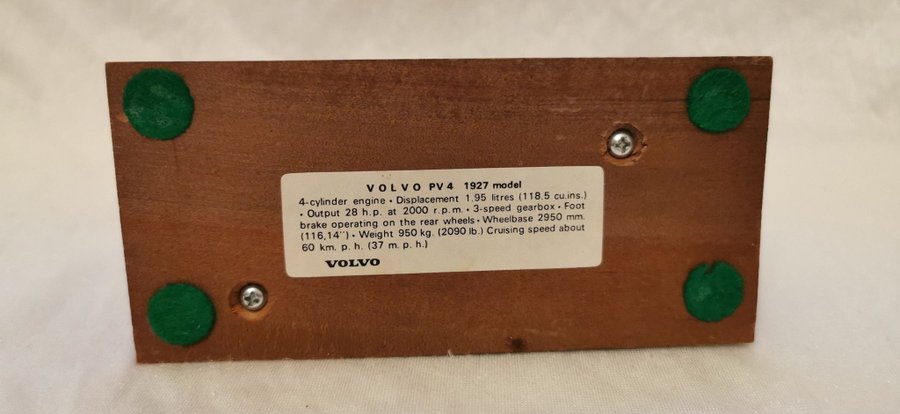 VOLVO PV4 1927 model
4-cylinder engine • Displacement 1.95 litres (118.5 cu.ins.)
• Output 28 h.p. at 2000 r.p.m. • 3-speed gearbox • Foot
brake operating on the rear wheels • Wheelbase 2950 mm.
(116,14'') • Weight 950 kg. (2090 lb.) Cruising speed about
60 km. p. h. (37 m. p. h.)
VOLVO